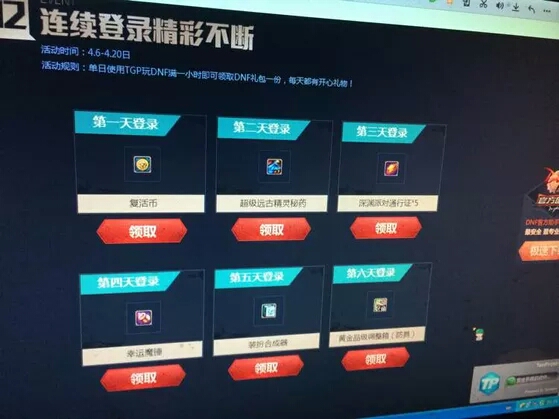 连续登录精彩不断
活动时间：4.6-4.20日
活动规则：单日使用TGP玩DNF满一小时即可领取DNF礼包一份，每天都有开心礼物！
第一天登录
第二天登录
第三天登录
复活币
超级远古精灵秘药
深渊派对通行证*5
领取
领取
领取
第四天登录
第五天登录
第六天登录
幸运魔锤
装扮合成器
黄金品级调整箱（防具）
领取
领取
领取
极速下
TP